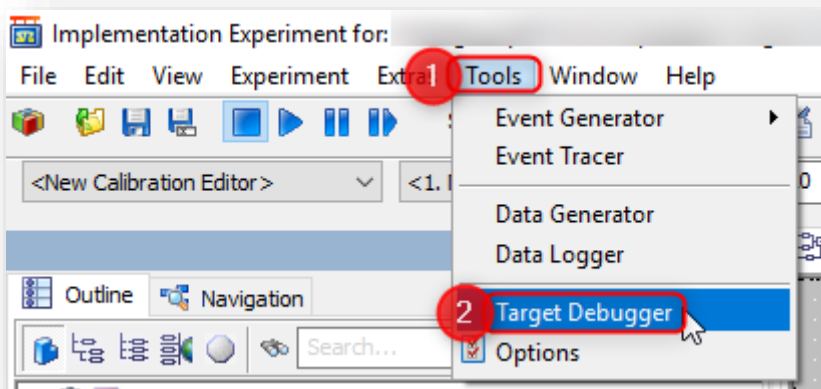 Implementation Experiment for:
File Edit View Experiment Extras 1 Tools Window Help
Event Generator
Event Tracer
<New Calibration Editor>
<1.
0
Data Generator
Data Logger
Outline Navigation
2 Target Debugger
Search...
Options